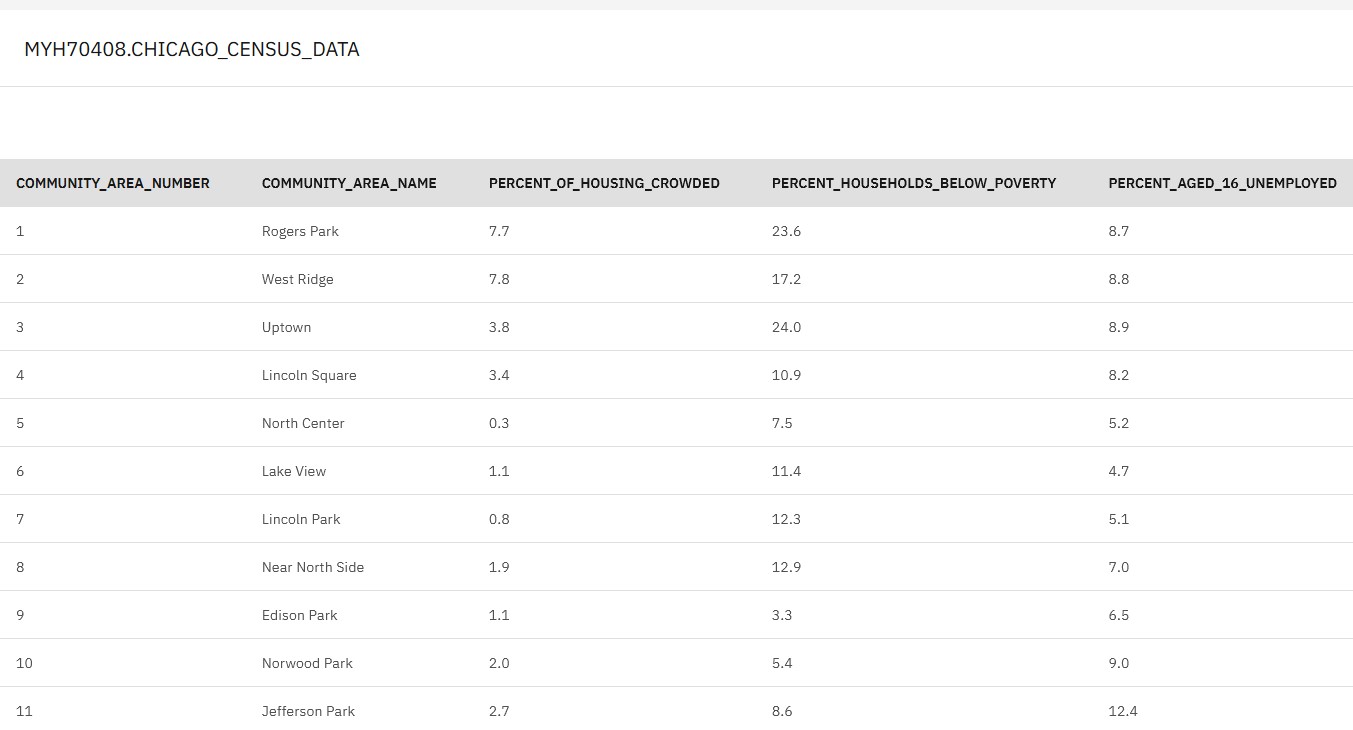 MYH70408.CHICAGO_CENSUS_DATA
COMMUNITY_AREA_NUMBER COMMUNITY_AREA_NAME PERCENT_OF_HOUSING_CROWDED PERCENT_HOUSEHOLDS_BELOW_POVERTY PERCENT_AGED_16_UNEMPLOYED
1 Rogers Park 7.7 23.6 8.7
2 West Ridge 7.8 17.2 8.8
3 Uptown 3.8 24.0 8.9
4 Lincoln Square 3.4 10.9 8.2
5 North Center 0.3 7.5 5.2
6 Lake View 1.1 11.4 4.7
7 Lincoln Park 0.8 12.3 5.1
8 Near North Side 1.9 12.9 7.0
9 Edison Park 1.1 3.3 6.5
10 Norwood Park 2.0 5.4 9.0
11 Jefferson Park 2.7 8.6 12.4